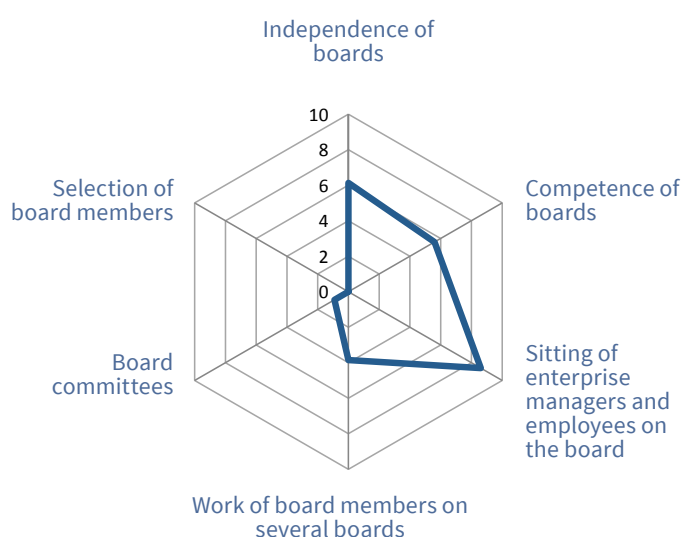 Independence of
boards
10
8
6
4
2
0
Selection of
board members
Competence of
boards
Board
committees
Sitting of
enterprise
managers and
employees on
the board
Work of board members on
several boards